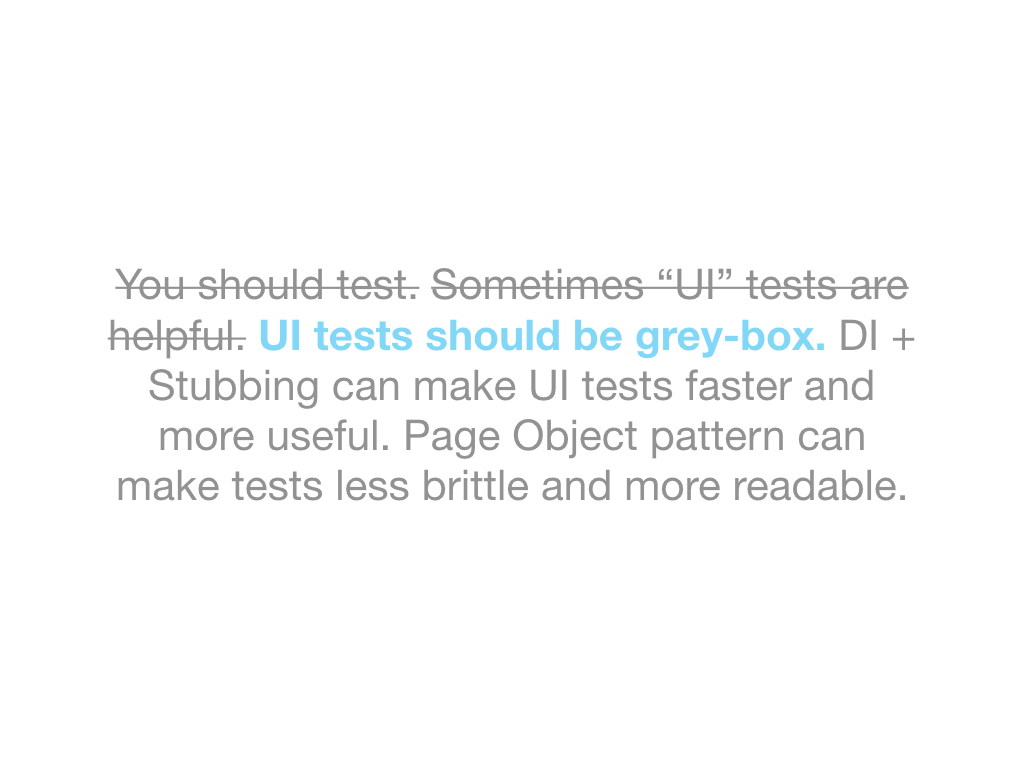 You should test. Sometimes “UI” tests are
helpful. UI tests should be grey-box. DI +
Stubbing can make UI tests faster and
more useful. Page Object pattern can
make tests less brittle and more readable.